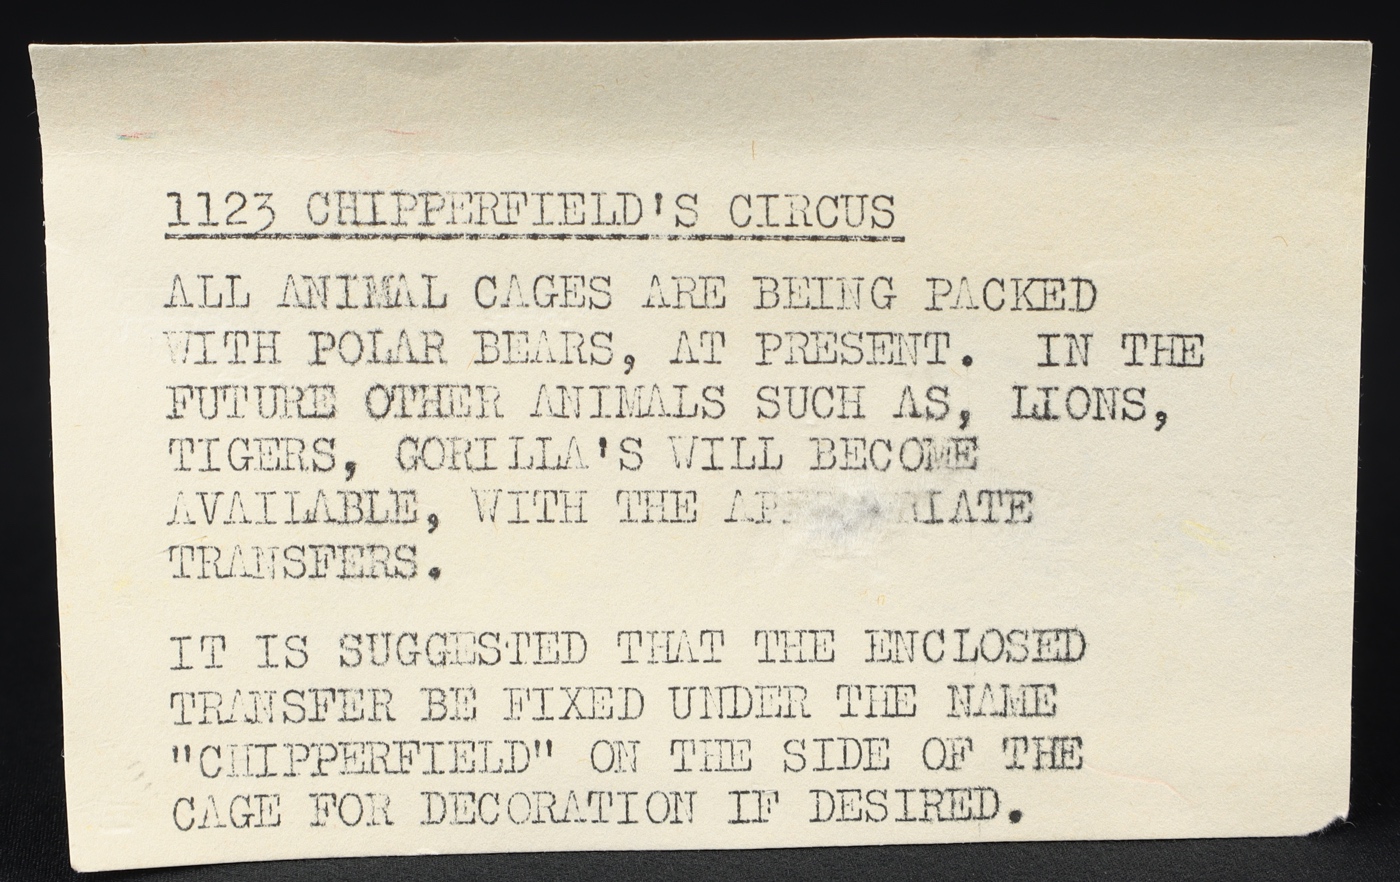 1123 CHIPPERFIELD'S CIRCUS
ALL ANIMAL CAGES ARE BEING PACKED
WITH POLAR BEARS, AT PRESENT. IN THE
FUTURE OTHER ANIMALS SUCH AS, LIONS,
TIGERS, GORILLA'S WILL BECOME
AVAILABLE, WITH THE
TRANSFERS.
IT IS SUGGESTED THAT THE ENCLOSED
TRANSFER BE FIXED UNDER THE NAME
"CHIPPERFIELD" ON THE SIDE OF THE
CAGE FOR DECORATION IF DESIRED.